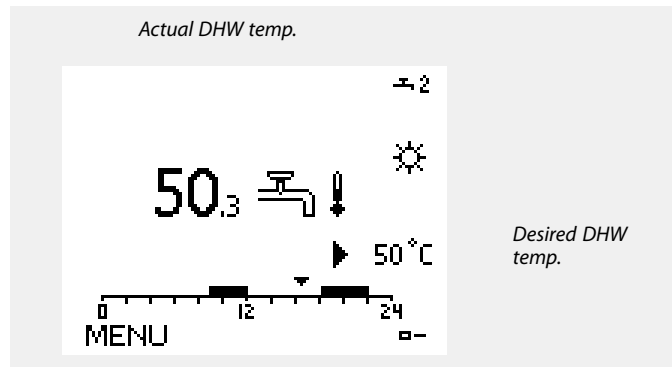 Actual DHW temp.
2
50.3
50°C
Desired DHW
temp.
0 12 24
MENU